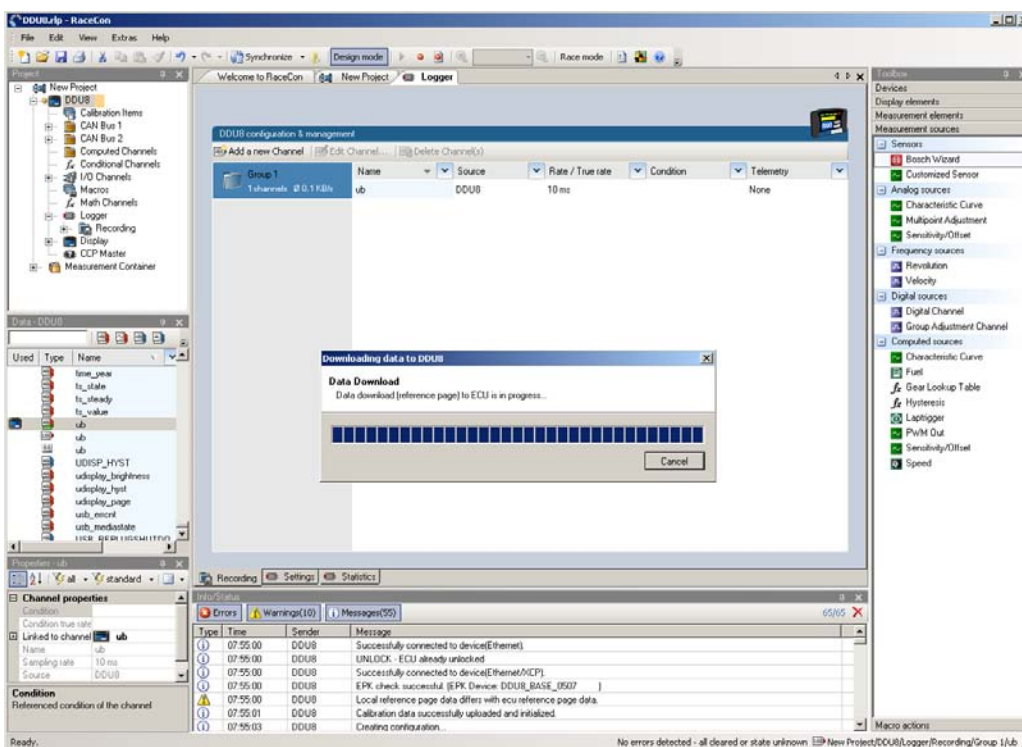 DDU8.rlp - RaceCon
File Edit View Extras Help
Synchronize Design mode Race mode
Project
New Project
DDU8
Calibration Items
CAN Bus 1
CAN Bus 2
Computed Channels
Conditional Channels
I/O Channels
Macros
Math Channels
Logger
Recording
Display
CCP Master
Measurement Container
Data - DDU8
Used Type Name
time_year
ts_state
ts_steady
ts_value
ub
ub
ub
UDISP_HYST
udisplay_brightness
udisplay_hyst
udisplay_page
usb_errcnt
usb_mediastate
Properties - ub
all standard
Channel properties
Condition
Condition true rate
Linked to channel ub
Name ub
Sampling rate 10 ms
Source DDU8
Condition
Referenced condition of the channel
Welcome to RaceCon New Project Logger
DDU8 configuration & management
Add a new Channel Edit Channel... Delete Channel(s)
Group 1
1 channels Ø 0.1 KB/s
Name Source Rate / True rate Condition Telemetry
ub DDU8 10 ms None
Downloading data to DDU8
Data Download
Data download (reference page) to ECU is in progress...
Cancel
Recording Settings Statistics
Info/Status
Errors Warnings(10) Messages(55) 65/65
Type Time Sender Message
07:55:00 DDU8 Successfully connected to device(Ethernet).
07:55:00 DDU8 UNLOCK - ECU already unlocked
07:55:00 DDU8 Successfully connected to device(Ethernet/XCP).
07:55:00 DDU8 EPK check successful. (EPK Device: DDU8_BASE_0507 )
07:55:00 DDU8 Local reference page data differs with ecu reference page data.
07:55:01 DDU8 Calibration data successfully uploaded and initialized.
07:55:03 DDU8 Creating configuration...
Toolbox
Devices
Display elements
Measurement elements
Measurement sources
Sensors
Bosch Wizard
Customized Sensor
Analog sources
Characteristic Curve
Multipoint Adjustment
Sensitivity/Offset
Frequency sources
Revolution
Velocity
Digital sources
Digital Channel
Group Adjustment Channel
Computed sources
Characteristic Curve
Fuel
Gear Lookup Table
Hysteresis
Laptrigger
PWM Out
Sensitivity/Offset
Speed
Macro actions
Ready.
No errors detected - all cleared or state unknown New Project/DDU8/Logger/Recording/Group 1/ub